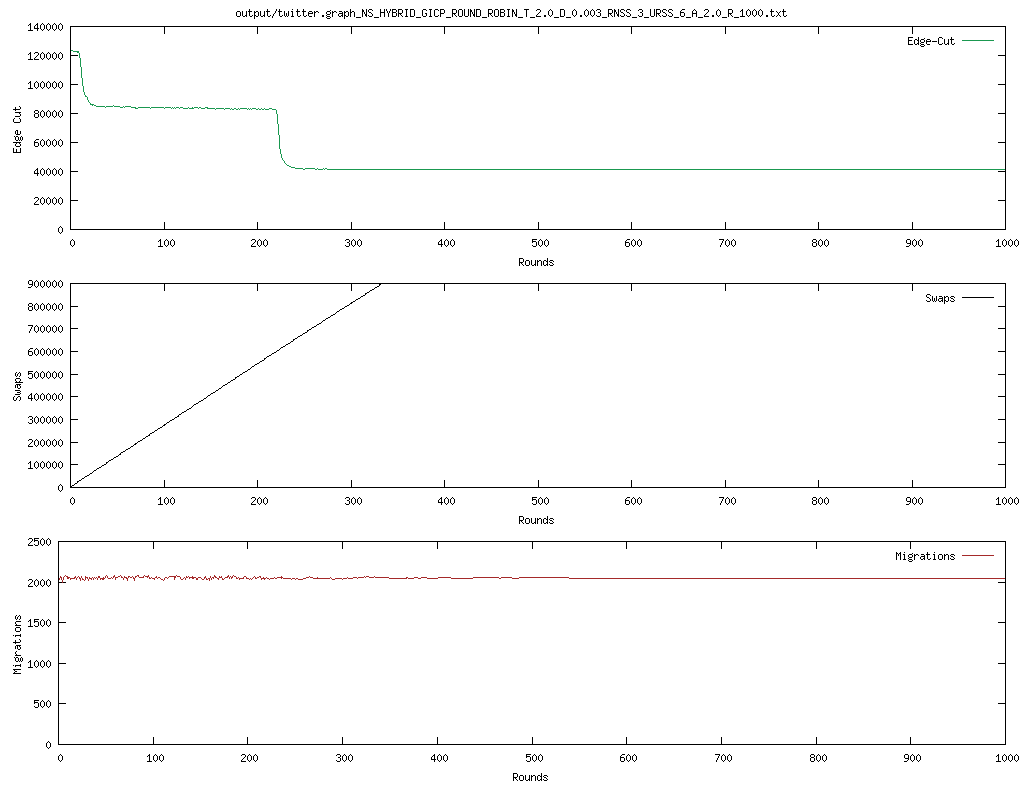 output/twitter.graph_NS_HYBRID_GICP_ROUND_ROBIN_T_2.0_D_0.003_RNSS_3_URSS_6_A_2.0_R_1000.txt
140000
120000
100000
80000
60000
40000
20000
0
Edge Cut
Edge-Cut
0 100 200 300 400 500 600 700 800 900 1000
Rounds
900000
800000
700000
600000
500000
400000
300000
200000
100000
0
Swaps
Swaps
0 100 200 300 400 500 600 700 800 900 1000
Rounds
2500
2000
1500
1000
500
0
Migrations
Migrations
0 100 200 300 400 500 600 700 800 900 1000
Rounds